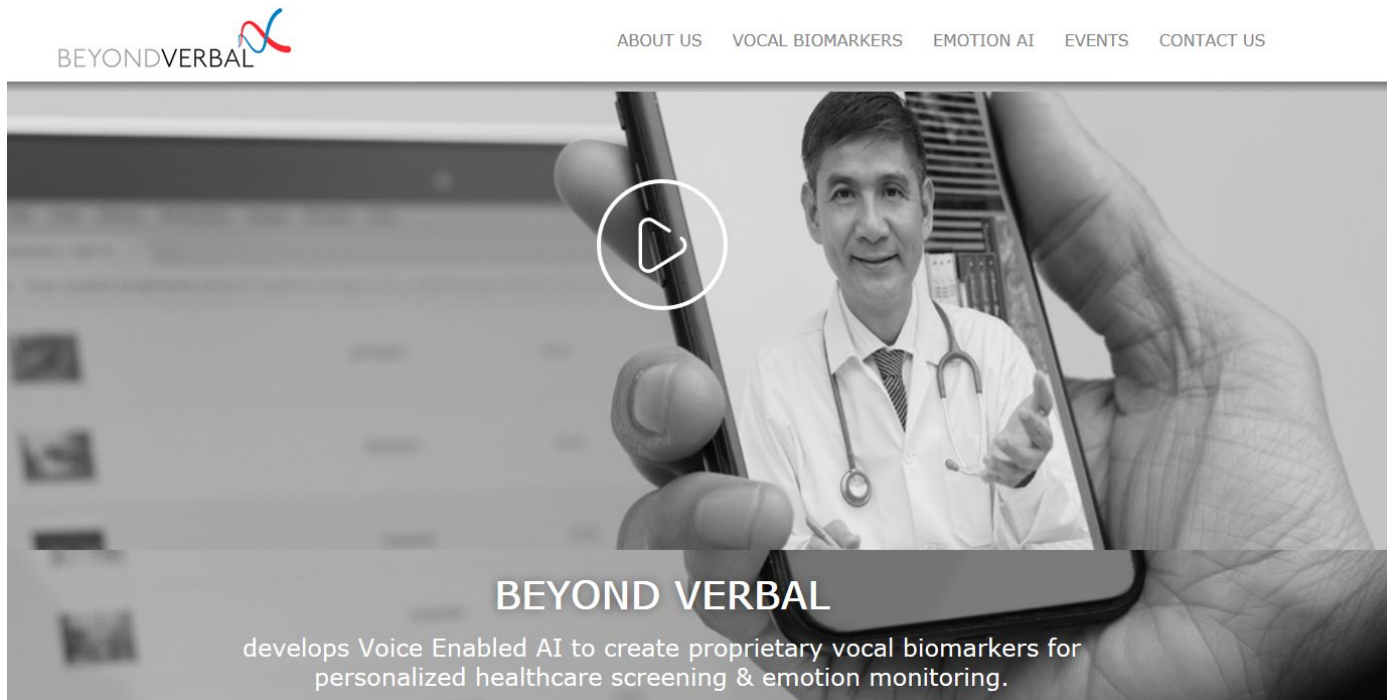 BEYONDVERBAL
ABOUT US VOCAL BIOMARKERS EMOTION AI EVENTS CONTACT US
BEYOND VERBAL
develops Voice Enabled AI to create proprietary vocal biomarkers for
personalized healthcare screening & emotion monitoring.